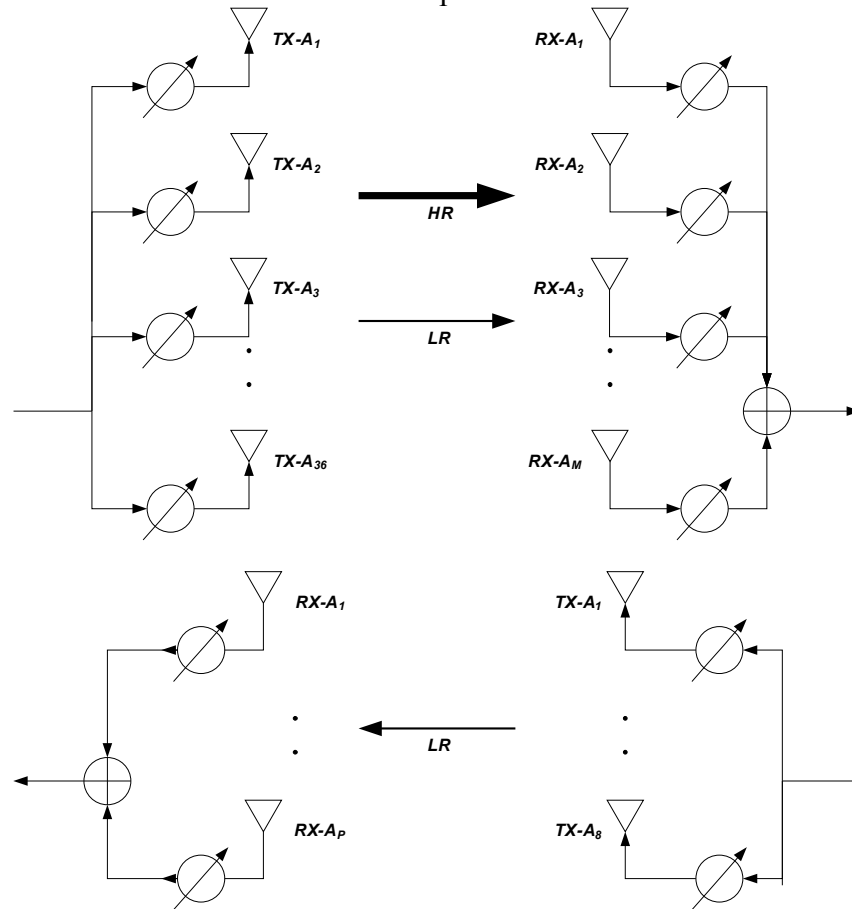 TX-A1
RX-A1
TX-A2
RX-A2
HR
TX-A3
RX-A3
LR
TX-A36
RX-AM
RX-A1
TX-A1
LR
RX-AP
TX-A8